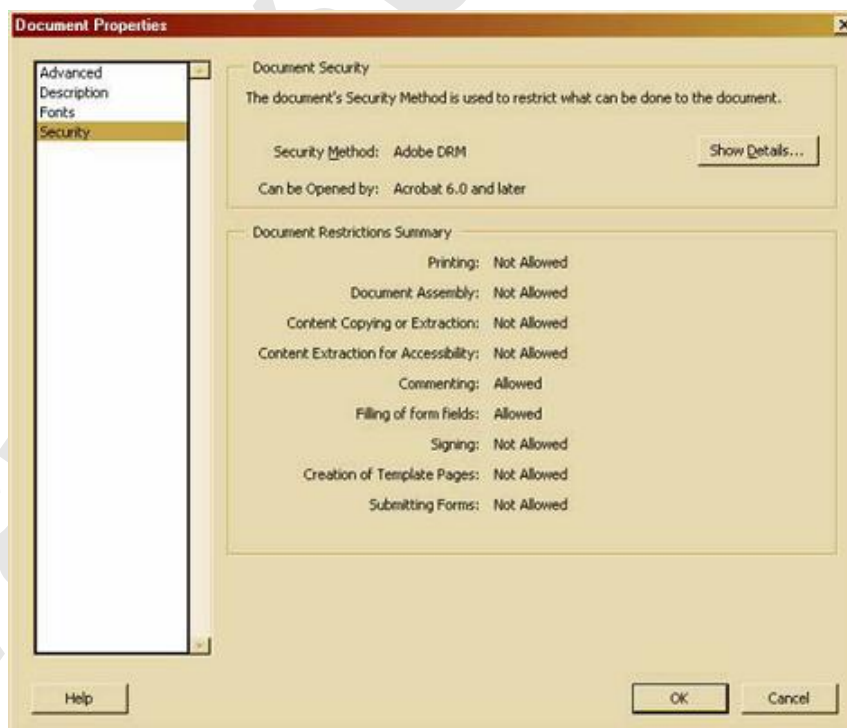 Document Properties
Advanced
Description
Fonts
Security
Document Security
The document's Security Method is used to restrict what can be done to the document.
Security Method: Adobe DRM
Show Details...
Can be Opened by: Acrobat 6.0 and later
Document Restrictions Summary
Printing: Not Allowed
Document Assembly: Not Allowed
Content Copying or Extraction: Not Allowed
Content Extraction for Accessibility: Not Allowed
Commenting: Allowed
Filling of form fields: Allowed
Signing: Not Allowed
Creation of Template Pages: Not Allowed
Submitting Forms: Not Allowed
Help
OK
Cancel